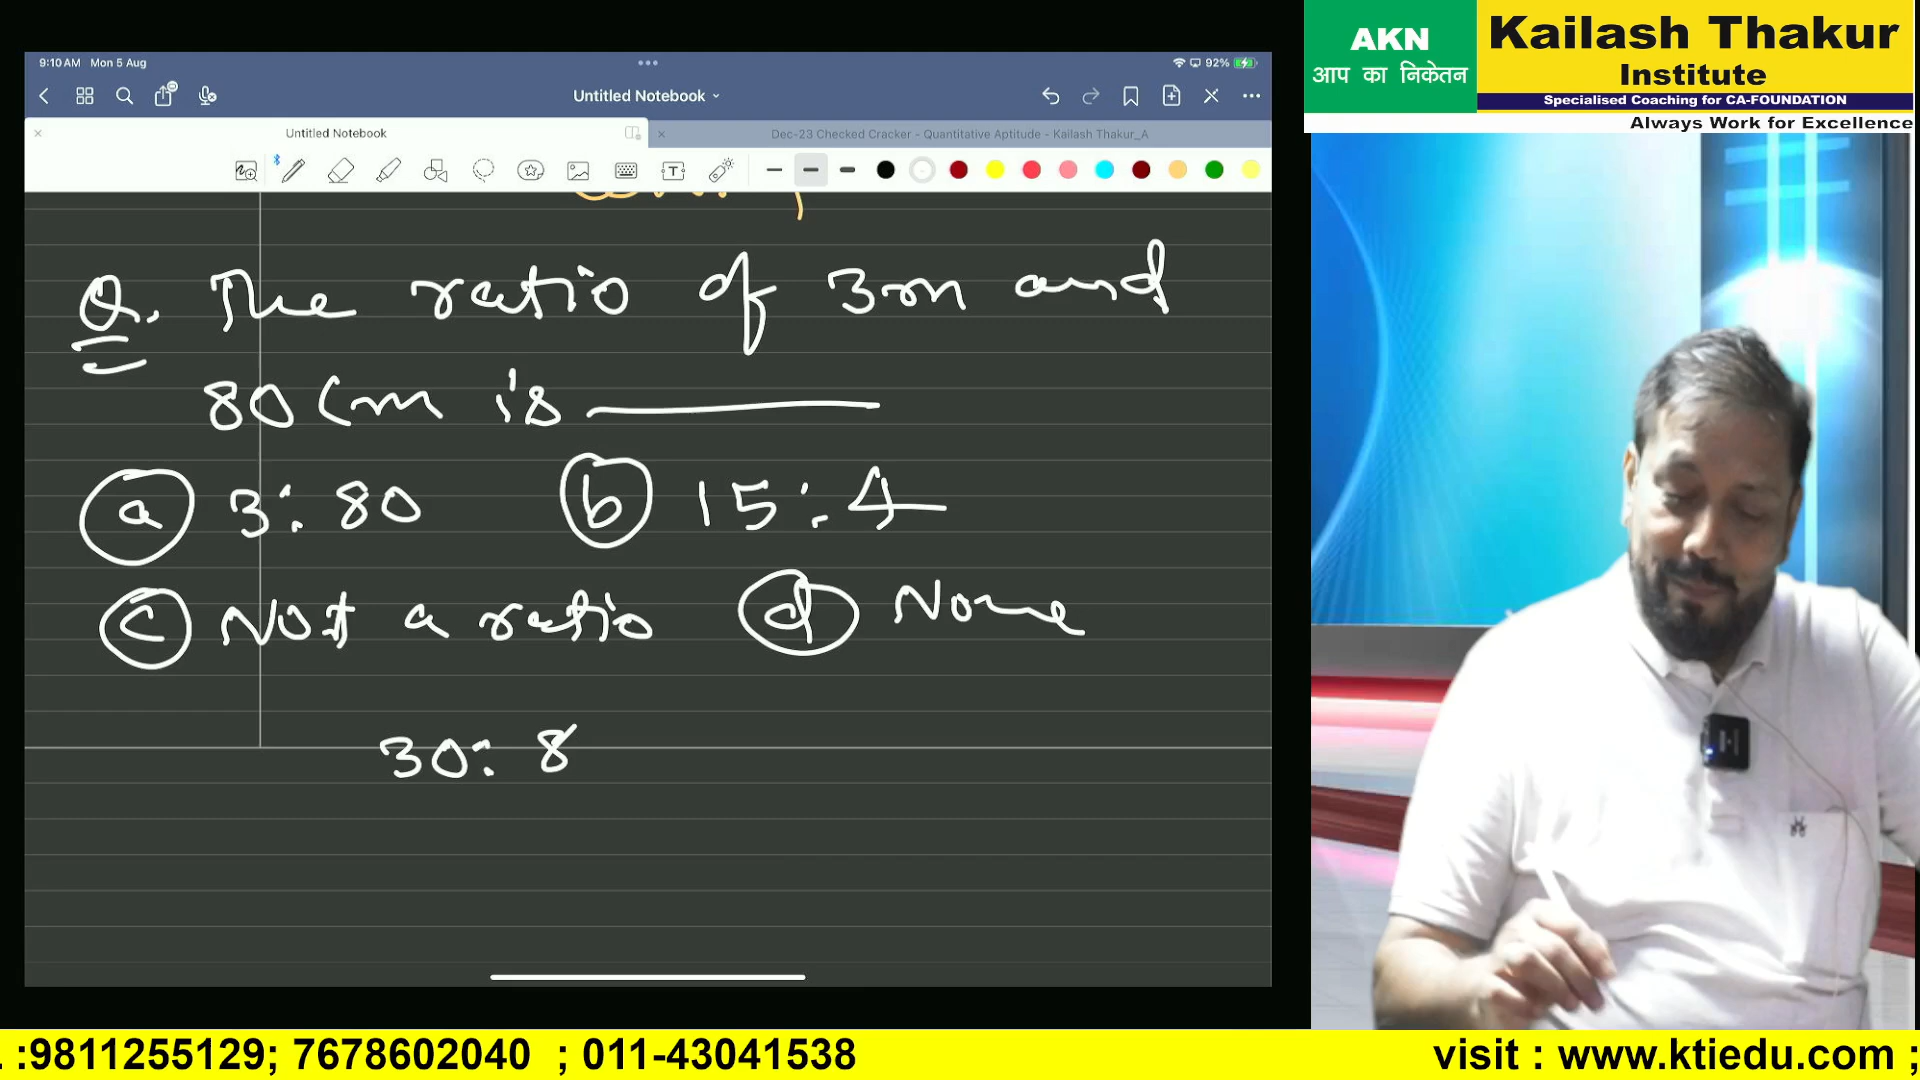 AKN
आप का निकेतन
Kailash Thakur
Institute
Specialised Coaching for CA-FOUNDATION
Always Work for Excellence
9:10 AM Mon 5 Aug
92%
Untitled Notebook
Untitled Notebook
Dec-23 Checked Cracker - Quantitative Aptitude - Kailash Thakur_A
Q. The ratio of 3m and
80 cm is ______
(a) 3:80 (b) 15:4
(c) Not a ratio (d) None
30:8
:9811255129; 7678602040 ; 011-43041538
visit : www.ktiedu.com ;